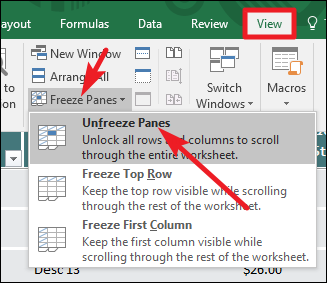 ayout Formulas Data Review View
New Window
Arrange All
Freeze Panes
Switch
Windows
Macros
Unfreeze Panes
Unlock all rows and columns to scroll
through the entire worksheet.
Freeze Top Row
Keep the top row visible while scrolling
through the rest of the worksheet.
Freeze First Column
Keep the first column visible while
scrolling through the rest of the worksheet.
Desc 13 $26.00